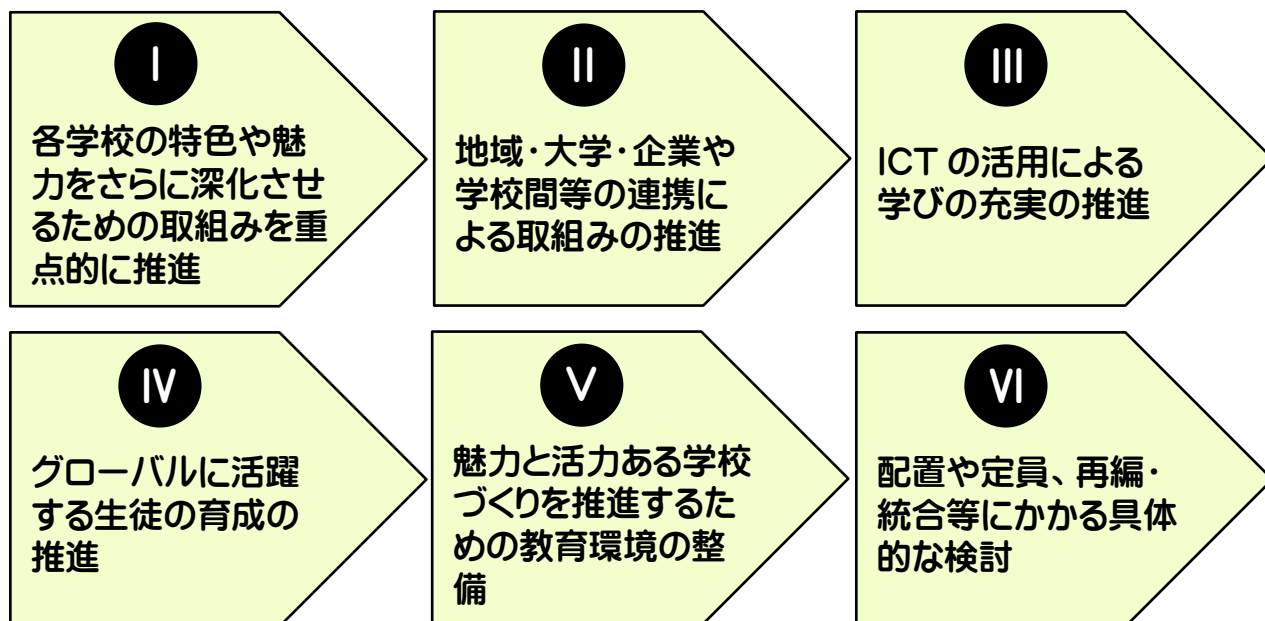 Ⅰ
各学校の特色や魅
力をさらに深化させ
るための取組みを重
点的に推進
Ⅱ
地域・大学・企業や
学校間等の連携に
よる取組みの推進
Ⅲ
ICT の活用による
学びの充実の推進
Ⅳ
グローバルに活躍
する生徒の育成の
推進
Ⅴ
魅力と活力ある学校
づくりを推進するた
めの教育環境の整
備
Ⅵ
配置や定員、再編・
統合等にかかる具体
的な検討